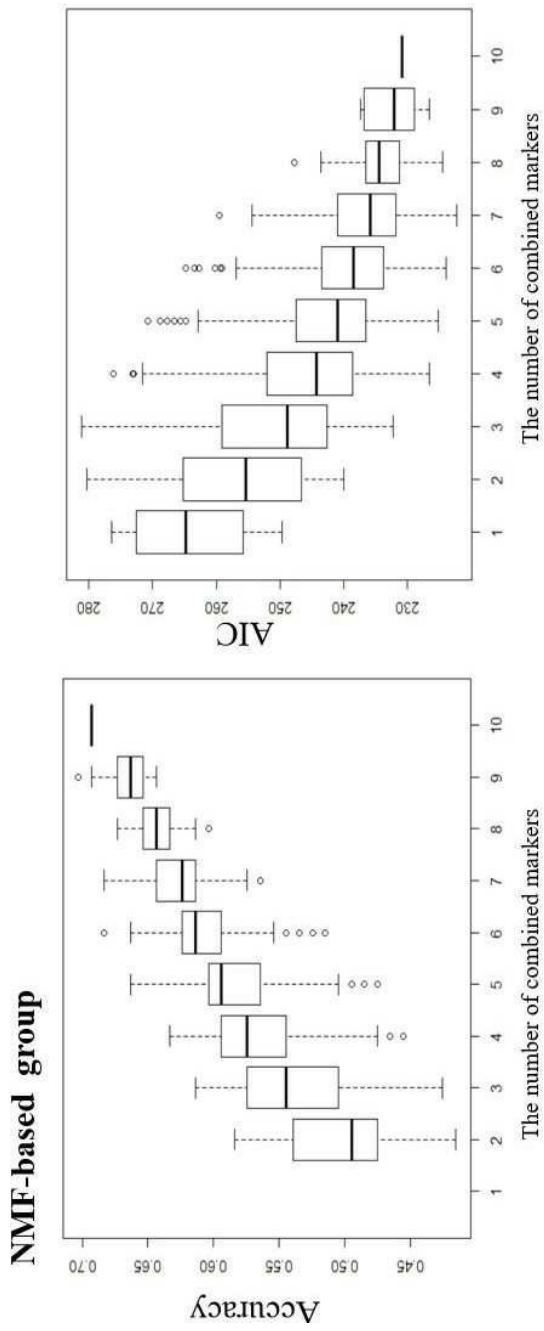 NMF-based group
Accuracy
0.70
0.65
0.60
0.55
0.50
0.45
1 2 3 4 5 6 7 8 9 10
The number of combined markers
AIC
280
270
260
250
240
230
1 2 3 4 5 6 7 8 9 10
The number of combined markers